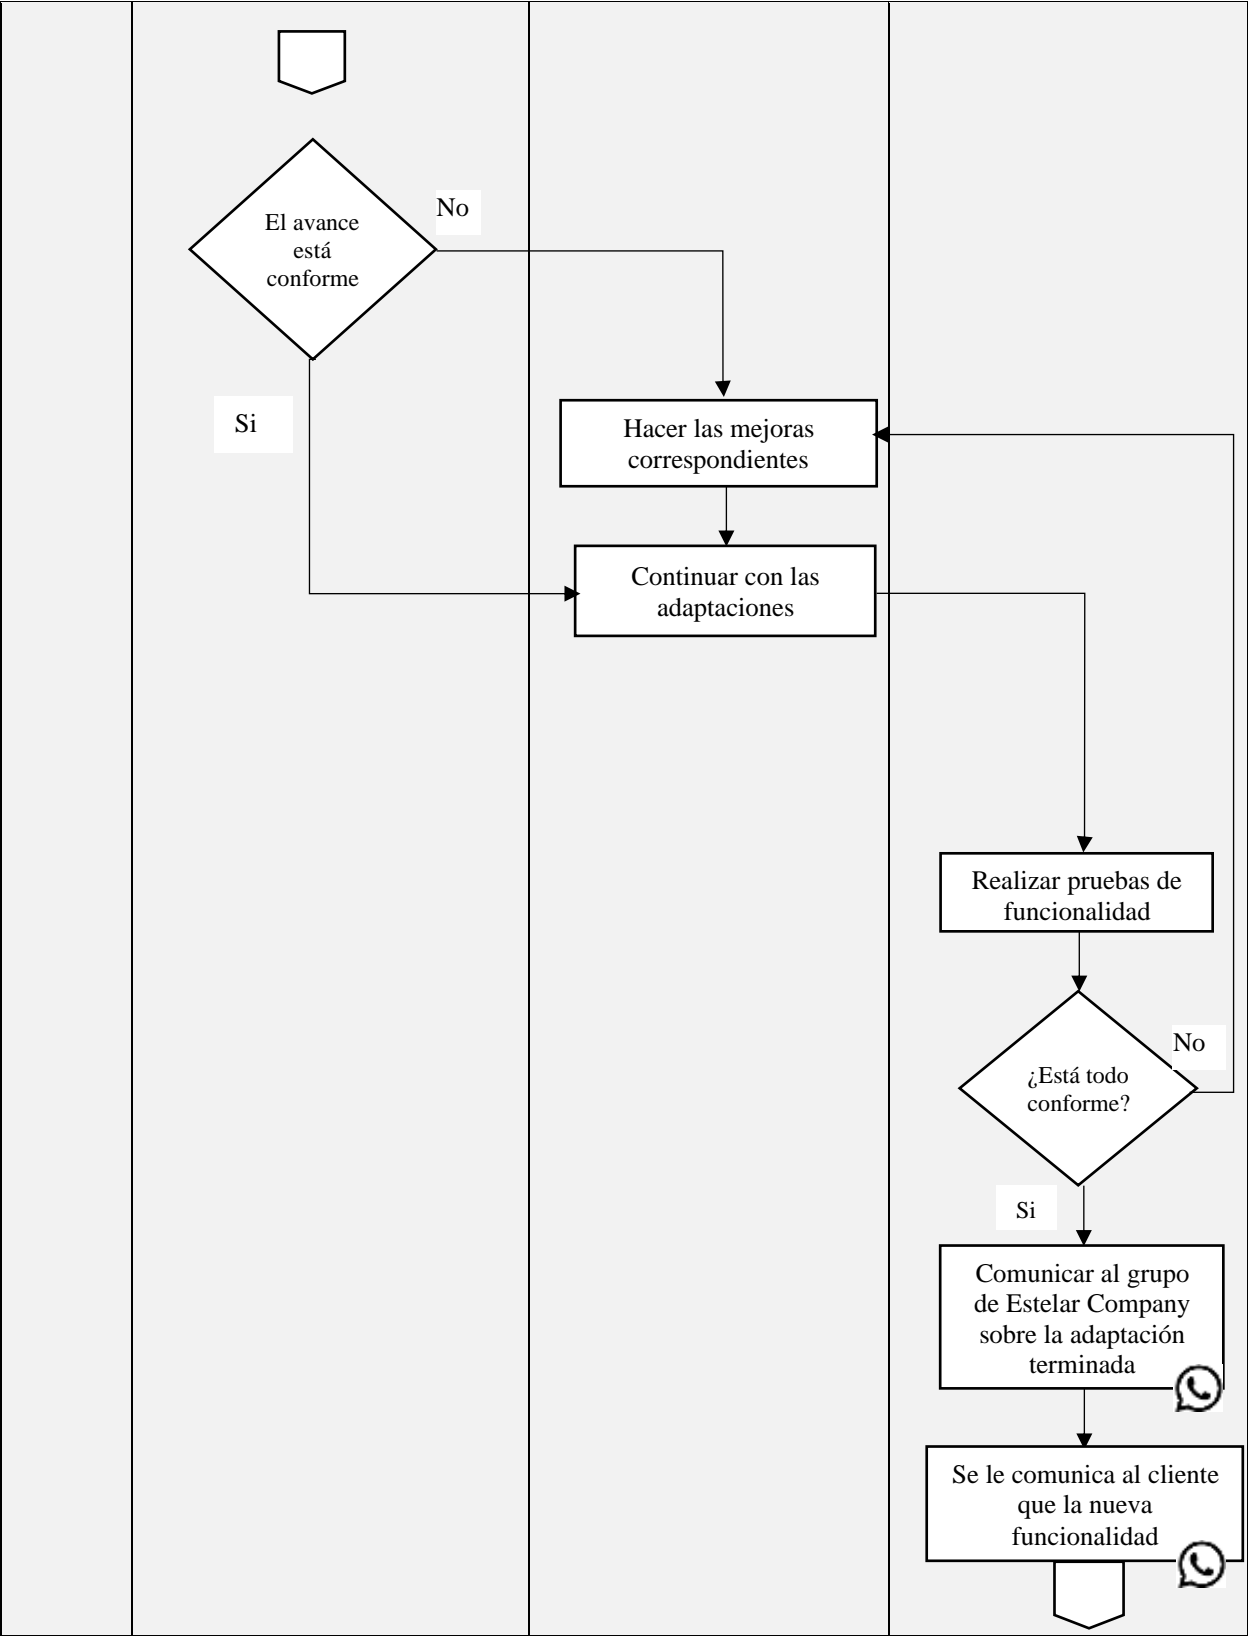 El avance
está
conforme
No
Si
Hacer las mejoras
correspondientes
Continuar con las
adaptaciones
Realizar pruebas de
funcionalidad
¿Está todo
conforme?
No
Si
Comunicar al grupo
de Estelar Company
sobre la adaptación
terminada
Se le comunica al cliente
que la nueva
funcionalidad